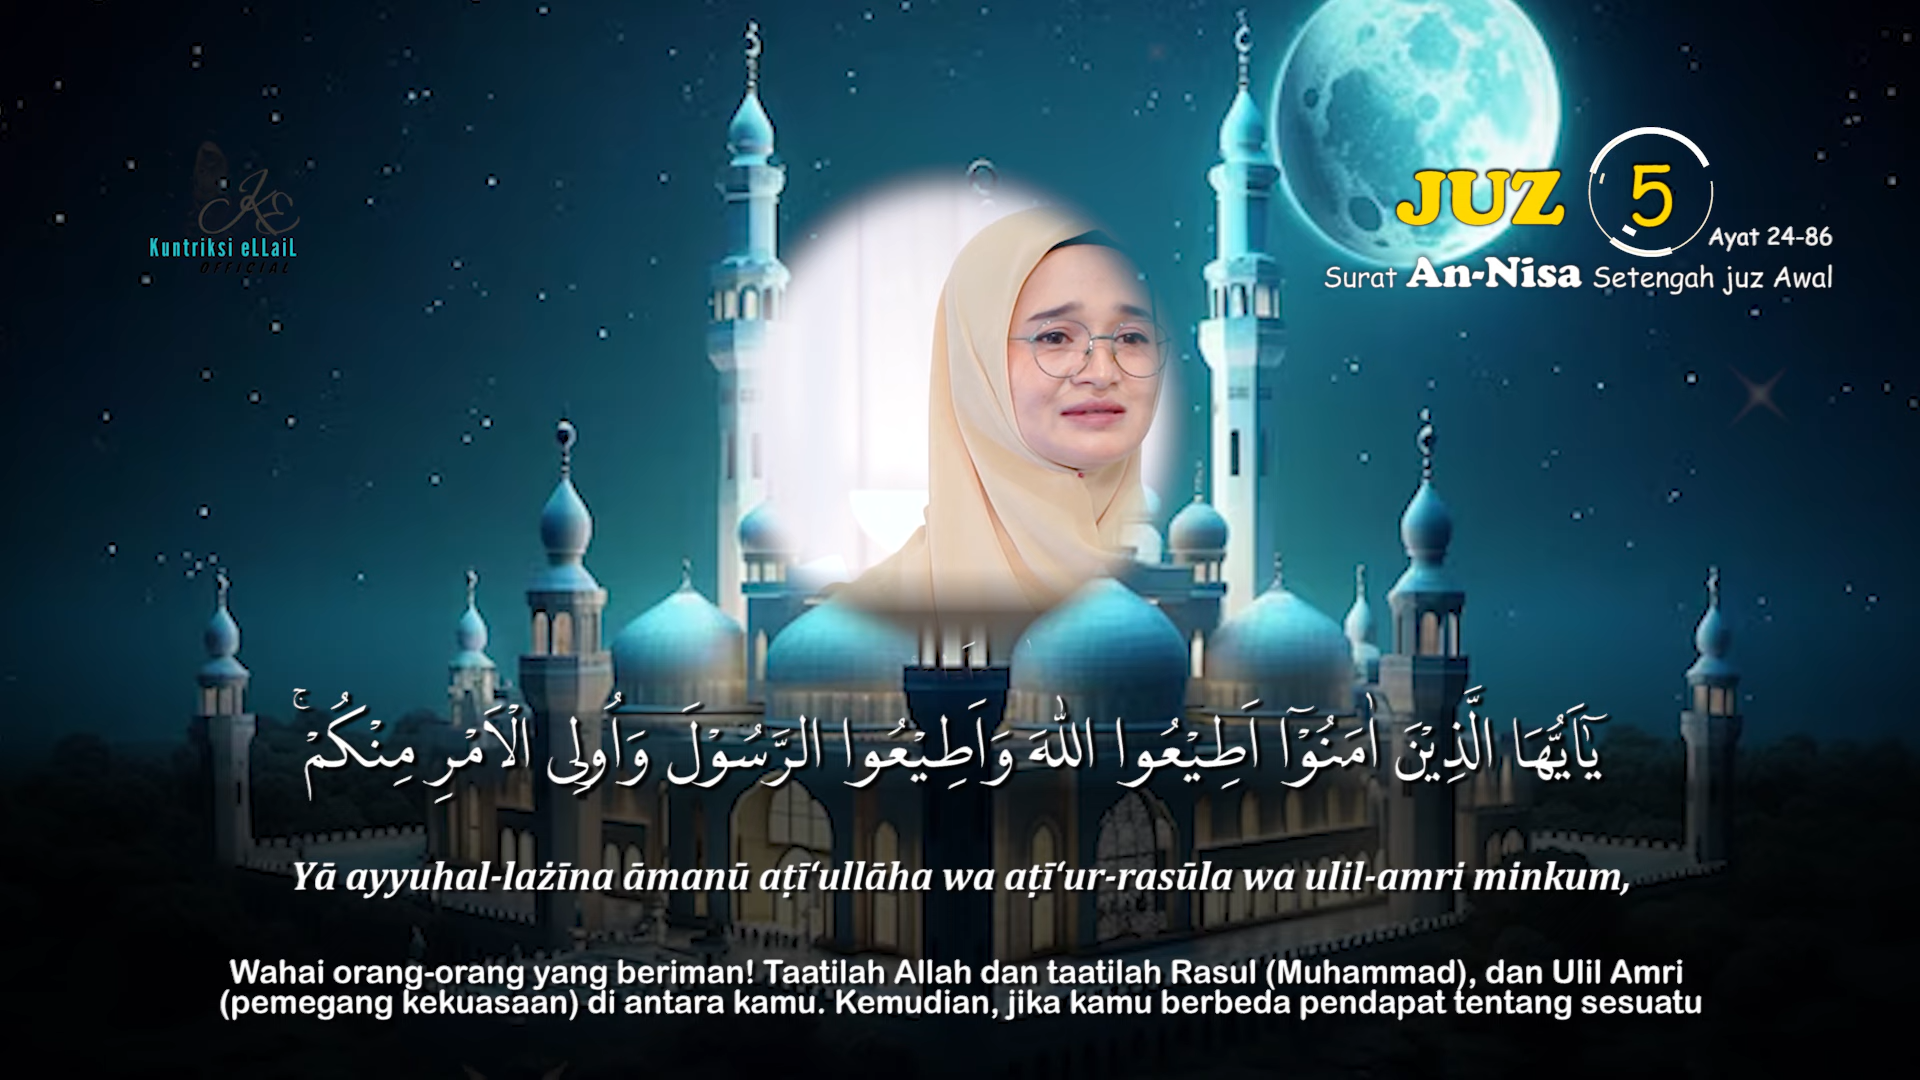 Kuntriksi eLLaiL
OFFICIAL
JUZ 5
Ayat 24-86
Surat An-Nisa Setengah juz Awal
يٰٓاَيُّهَا الَّذِيْنَ اٰمَنُوْٓا اَطِيْعُوا اللّٰهَ وَاَطِيْعُوا الرَّسُوْلَ وَاُولِى الْاَمْرِ مِنْكُمْۚ
Yā ayyuhal-lażīna āmanū aṭī‘ullāha wa aṭī‘ur-rasūla wa ulil-amri minkum,
Wahai orang-orang yang beriman! Taatilah Allah dan taatilah Rasul (Muhammad), dan Ulil Amri
(pemegang kekuasaan) di antara kamu. Kemudian, jika kamu berbeda pendapat tentang sesuatu